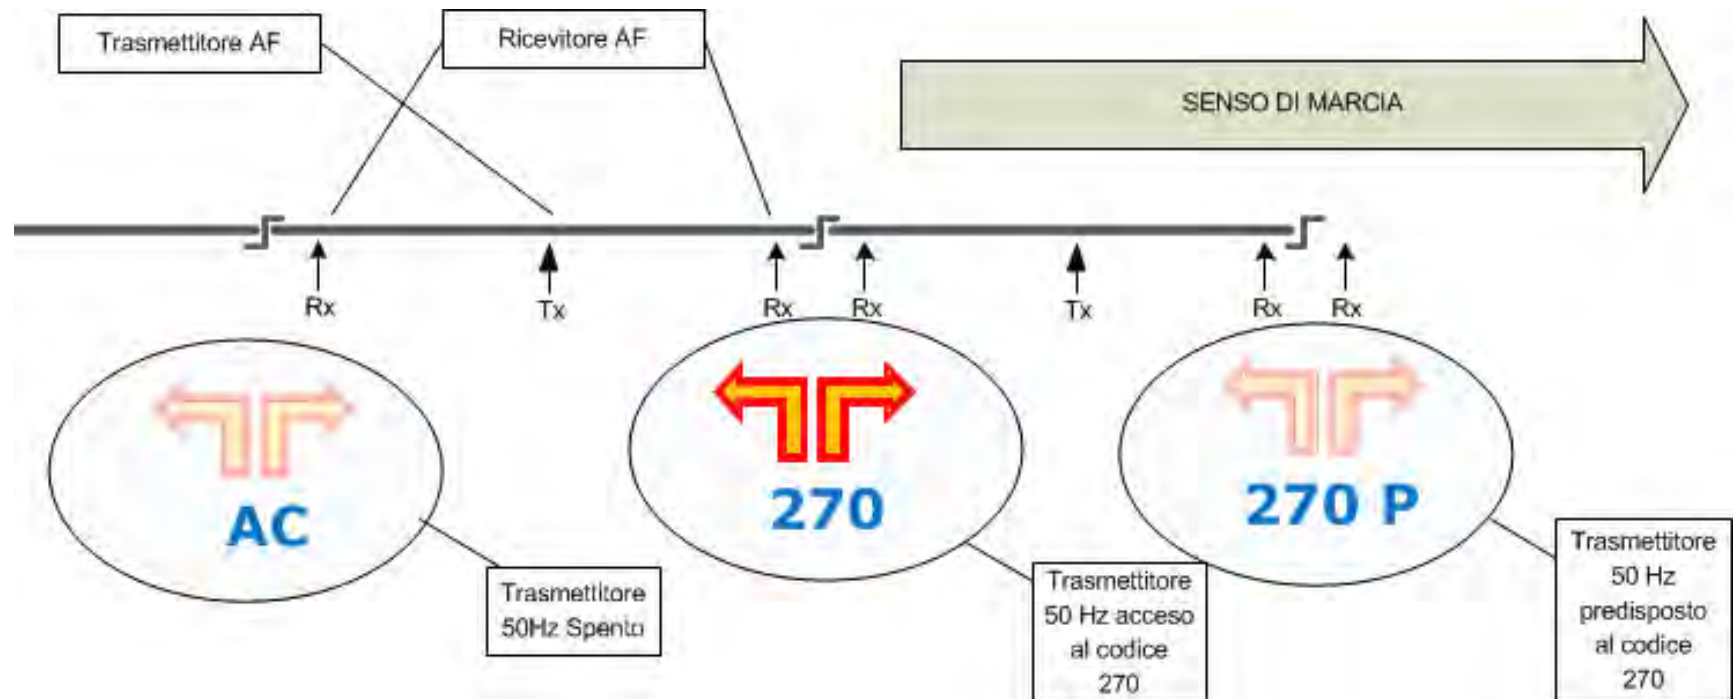 Trasmettitore AF
Ricevitore AF
SENSO DI MARCIA
Rx
Tx
Rx
Rx
Tx
Rx
Rx
AC
270
270 P
Trasmettitore
50Hz Spento
Trasmettitore
50 Hz acceso
al codice
270
Trasmettitore
50 Hz
predisposto
al codice
270